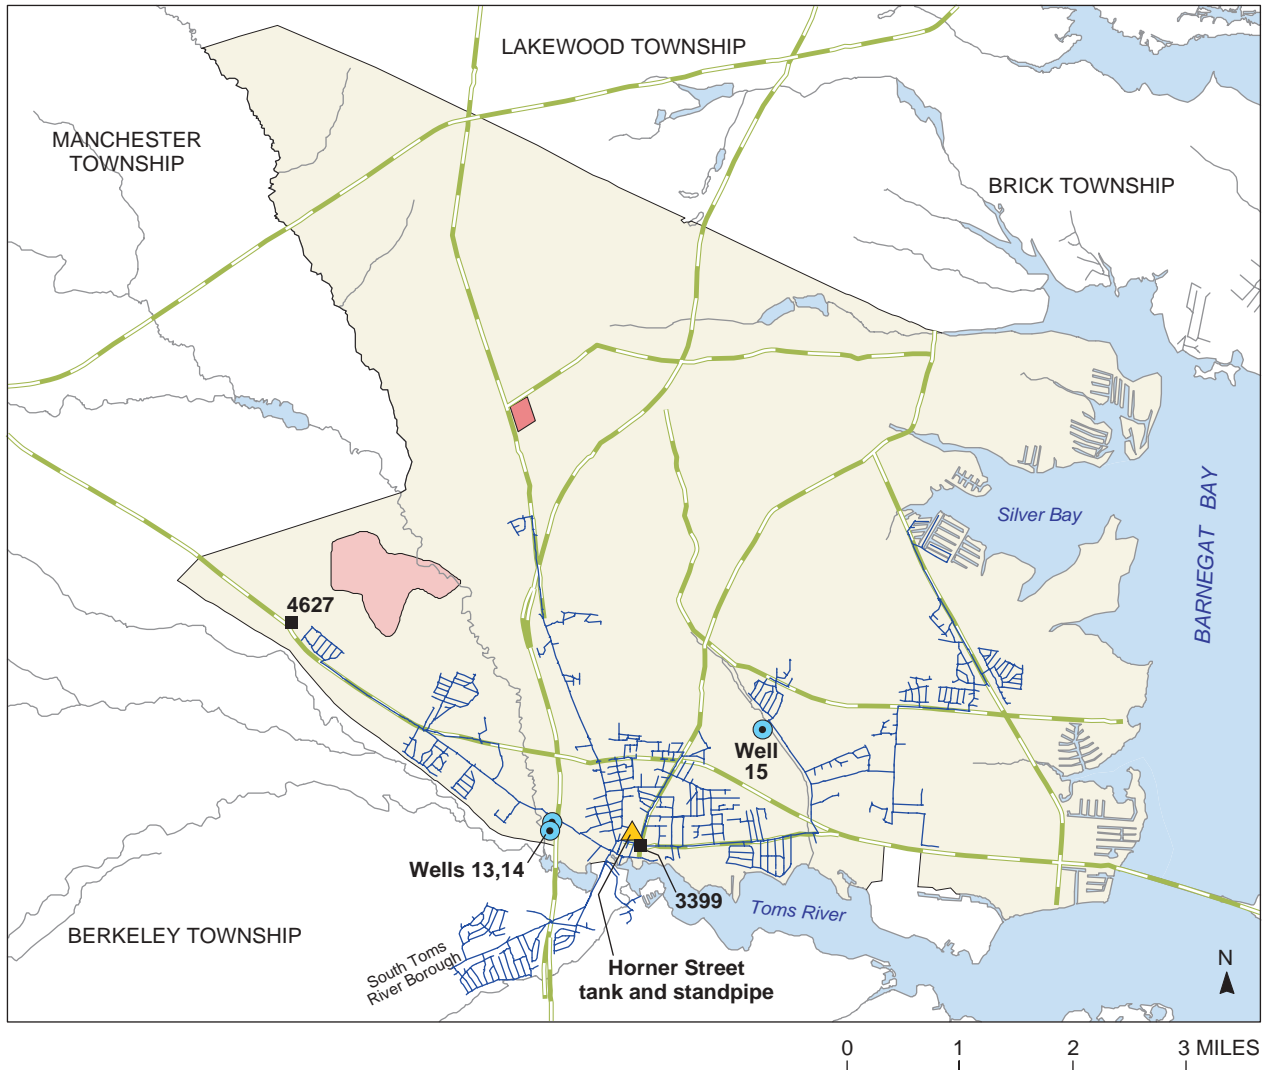 LAKEWOOD TOWNSHIP
MANCHESTER
TOWNSHIP
BRICK TOWNSHIP
Silver Bay
BARNEGAT BAY
4627
Well
15
Wells 13,14
3399
Toms River
BERKELEY TOWNSHIP
South Toms
River Borough
Horner Street
tank and standpipe
N
0 1 2 3 MILES